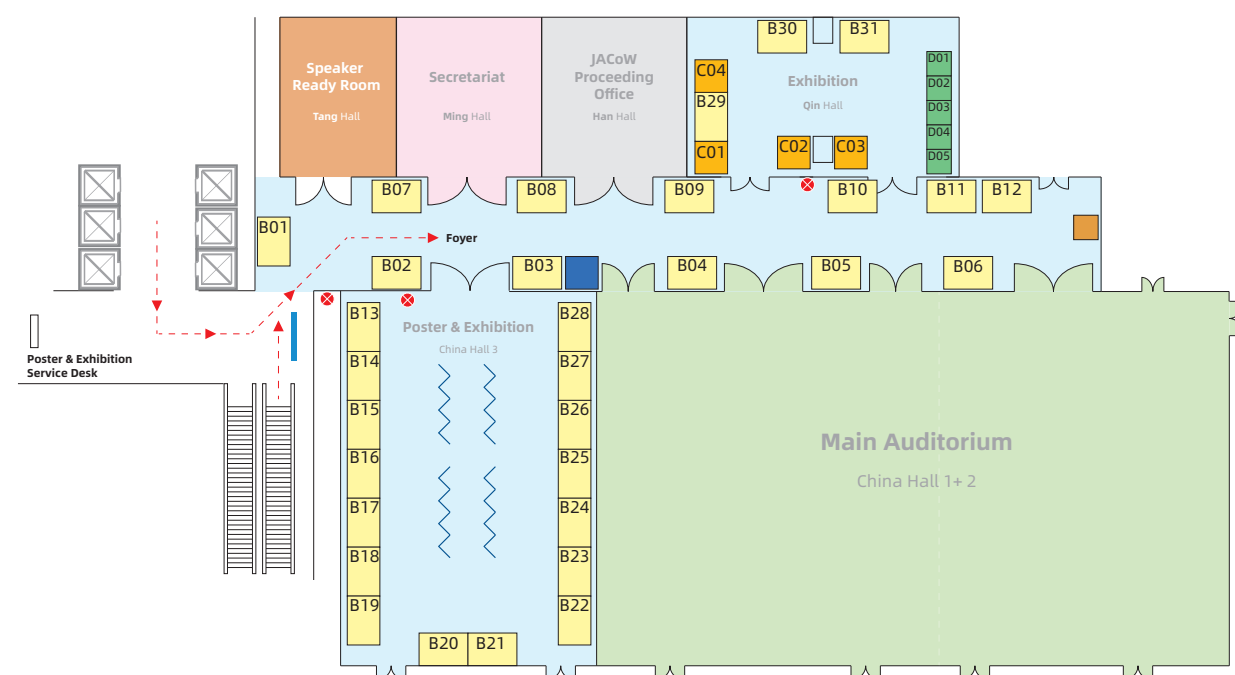 B30
B31
Speaker
Ready Room
Tang Hall
Secretariat
Ming Hall
JACoW
Proceeding
Office
Han Hall
Exhibition
Qin Hall
C04
B29
C01
C02
C03
D01
D02
D03
D04
D05
B07
B08
B09
B10
B11
B12
B01
Foyer
B02
B03
B04
B05
B06
Poster & Exhibition
Service Desk
Poster & Exhibition
China Hall 3
B13
B14
B15
B16
B17
B18
B19
B20
B21
B28
B27
B26
B25
B24
B23
B22
Main Auditorium
China Hall 1+ 2